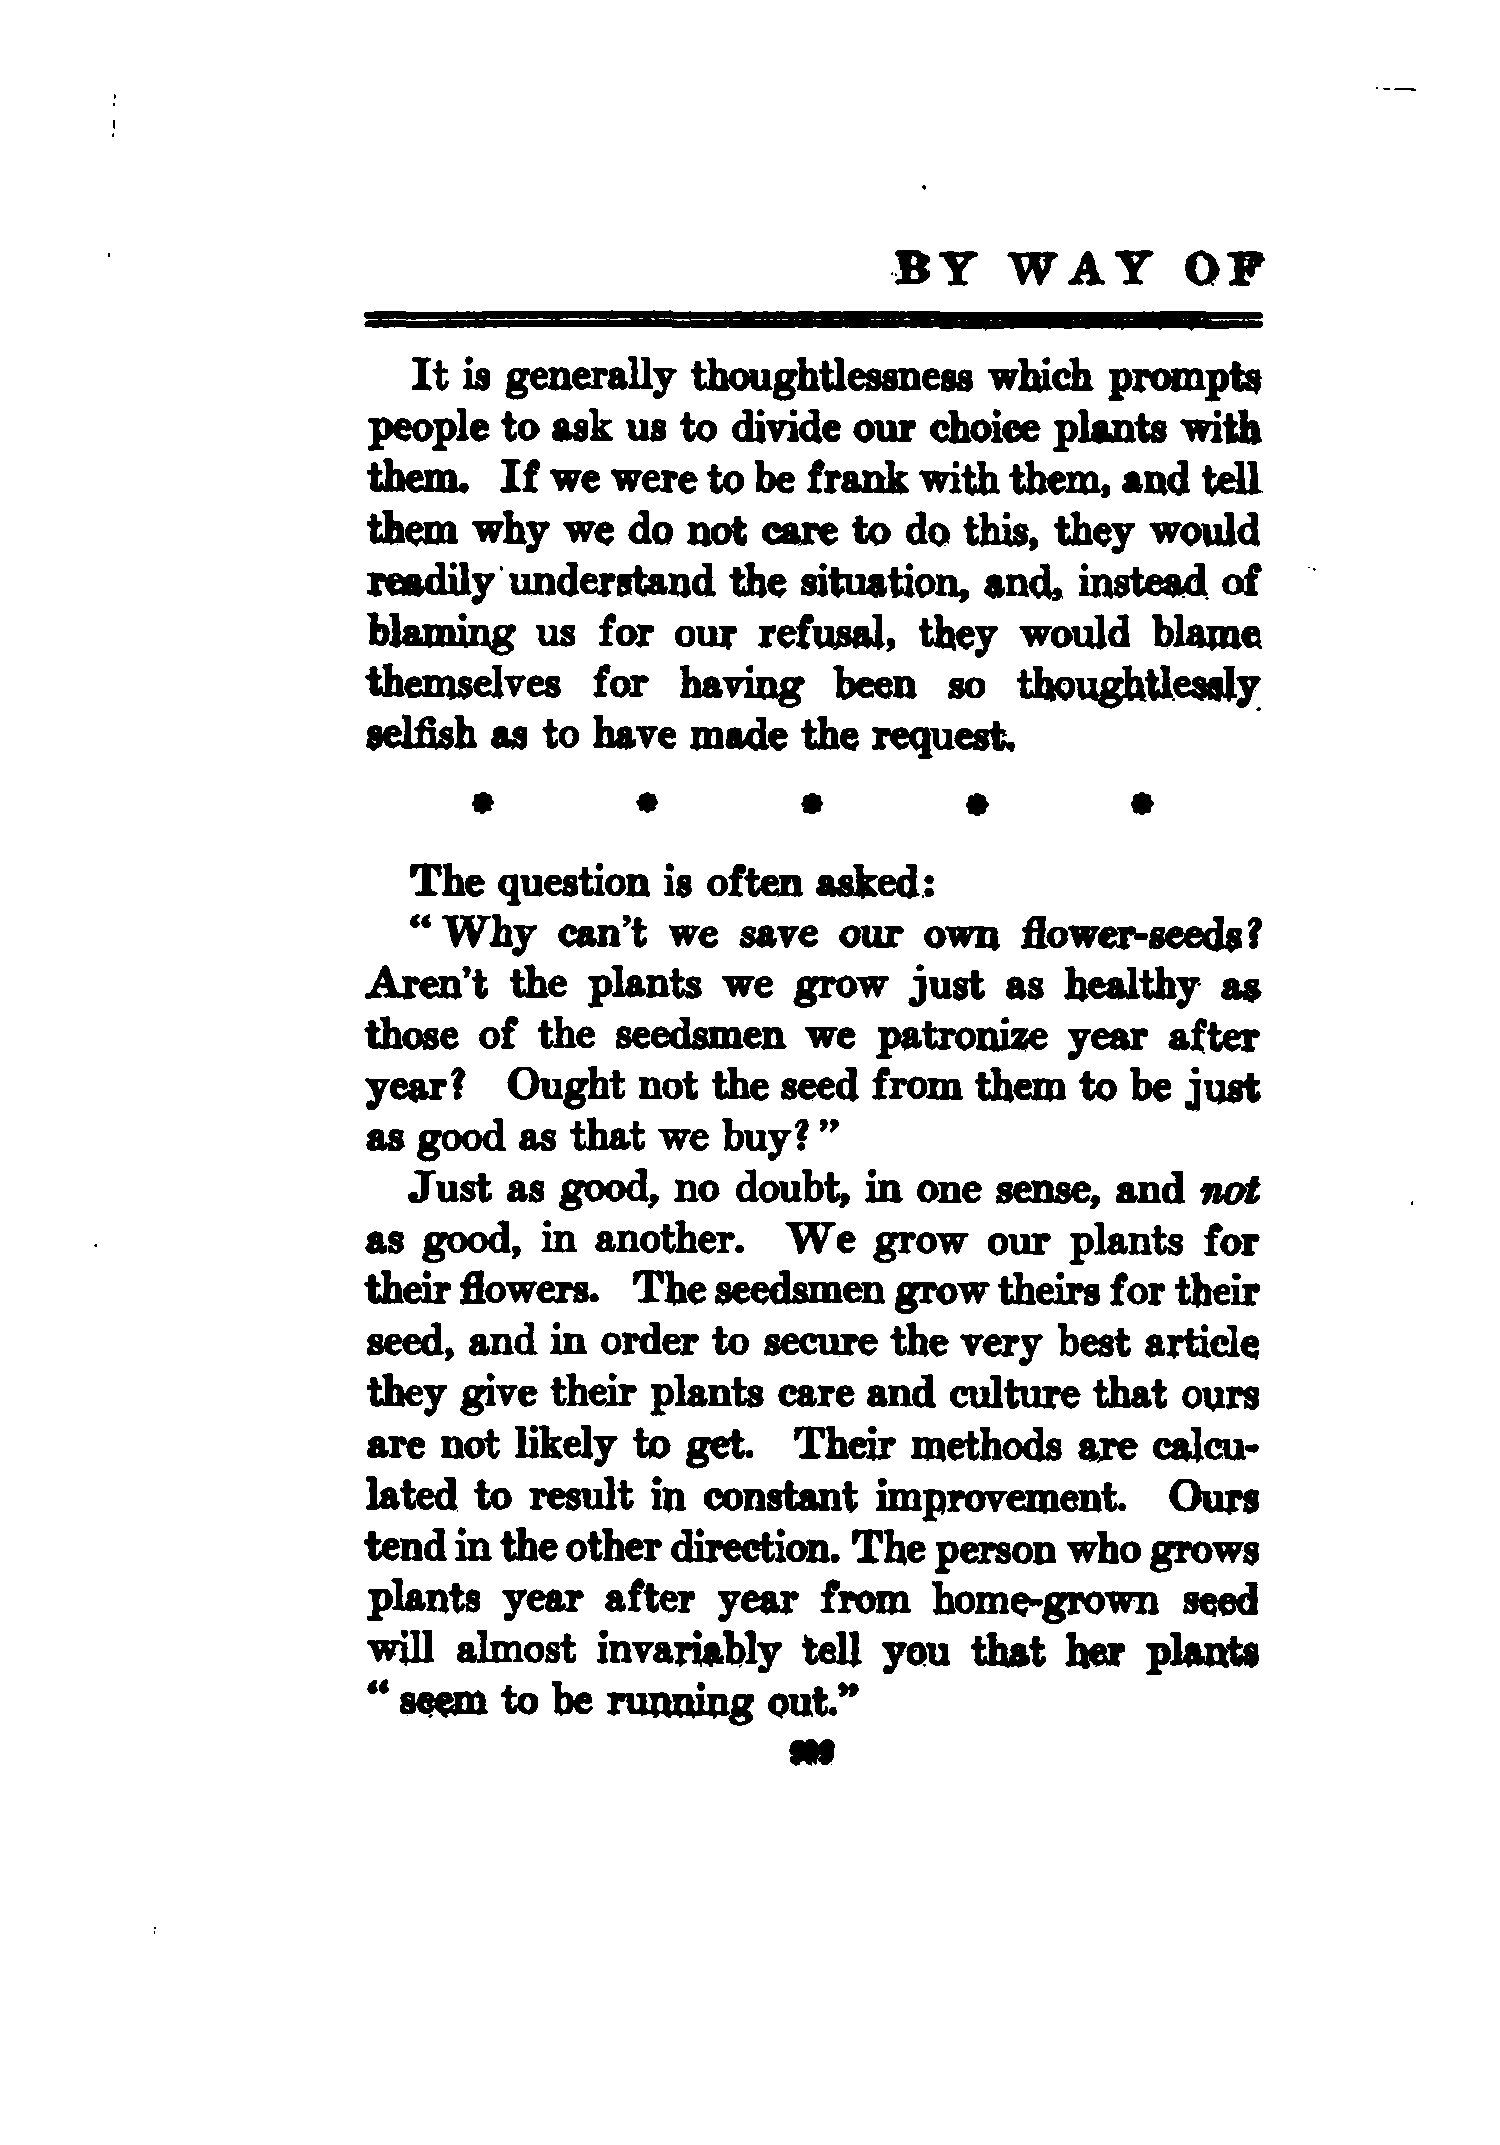 BY WAY OF
It is generally thoughtlessness which prompts
people to ask us to divide our choice plants with
them. If we were to be frank with them, and tell
them why we do not care to do this, they would
readily understand the situation, and, instead of
blaming us for our refusal, they would blame
themselves for having been so thoughtlessly
selfish as to have made the request.
* * * * *
The question is often asked:
“ Why can’t we save our own flower-seeds?
Aren’t the plants we grow just as healthy as
those of the seedsmen we patronize year after
year? Ought not the seed from them to be just
as good as that we buy? ”
Just as good, no doubt, in one sense, and not
as good, in another. We grow our plants for
their flowers. The seedsmen grow theirs for their
seed, and in order to secure the very best article
they give their plants care and culture that ours
are not likely to get. Their methods are calcu-
lated to result in constant improvement. Ours
tend in the other direction. The person who grows
plants year after year from home-grown seed
will almost invariably tell you that her plants
“ seem to be running out.”